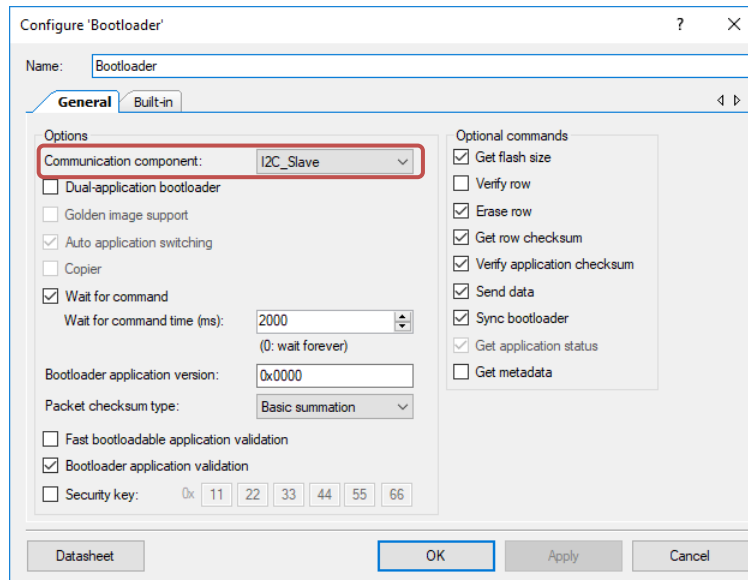 Configure 'Bootloader'
? ×
Name: Bootloader
General Built-in
Options
Communication component: I2C_Slave
Dual-application bootloader
Golden image support
Auto application switching
Copier
Wait for command
Wait for command time (ms): 2000
(0: wait forever)
Bootloader application version: 0x0000
Packet checksum type: Basic summation
Fast bootloadable application validation
Bootloader application validation
Security key: 0x 11 22 33 44 55 66
Optional commands
Get flash size
Verify row
Erase row
Get row checksum
Verify application checksum
Send data
Sync bootloader
Get application status
Get metadata
Datasheet OK Apply Cancel